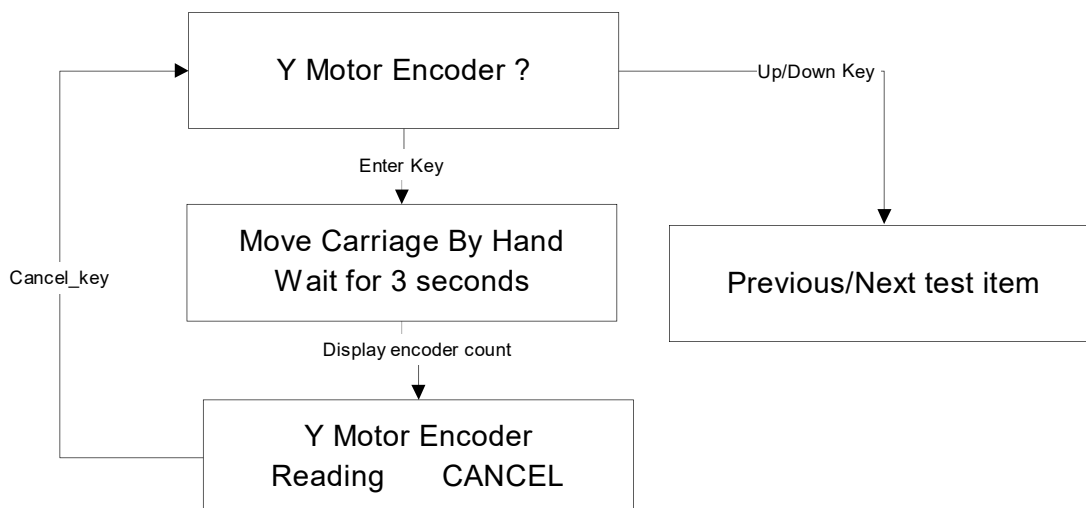 Y Motor Encoder ?
Up/Down Key
Enter Key
Move Carriage By Hand
Wait for 3 seconds
Previous/Next test item
Cancel_key
Display encoder count
Y Motor Encoder
Reading CANCEL